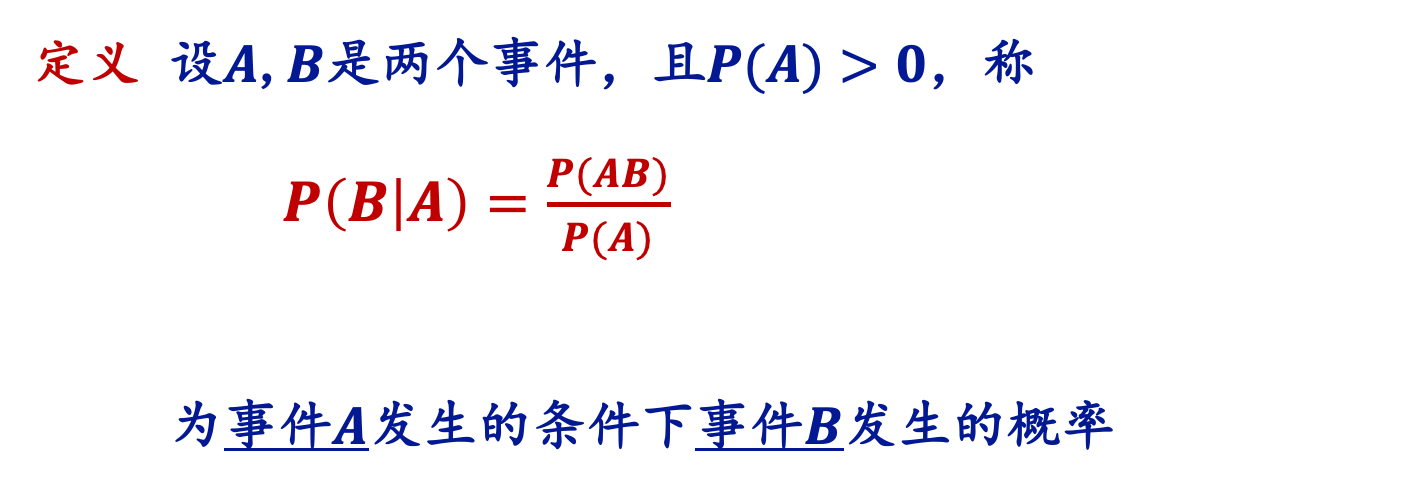 定义 设A, B是两个事件，且P(A) > 0，称
P(B|A) = P(AB)/P(A)
为事件A发生的条件下事件B发生的概率